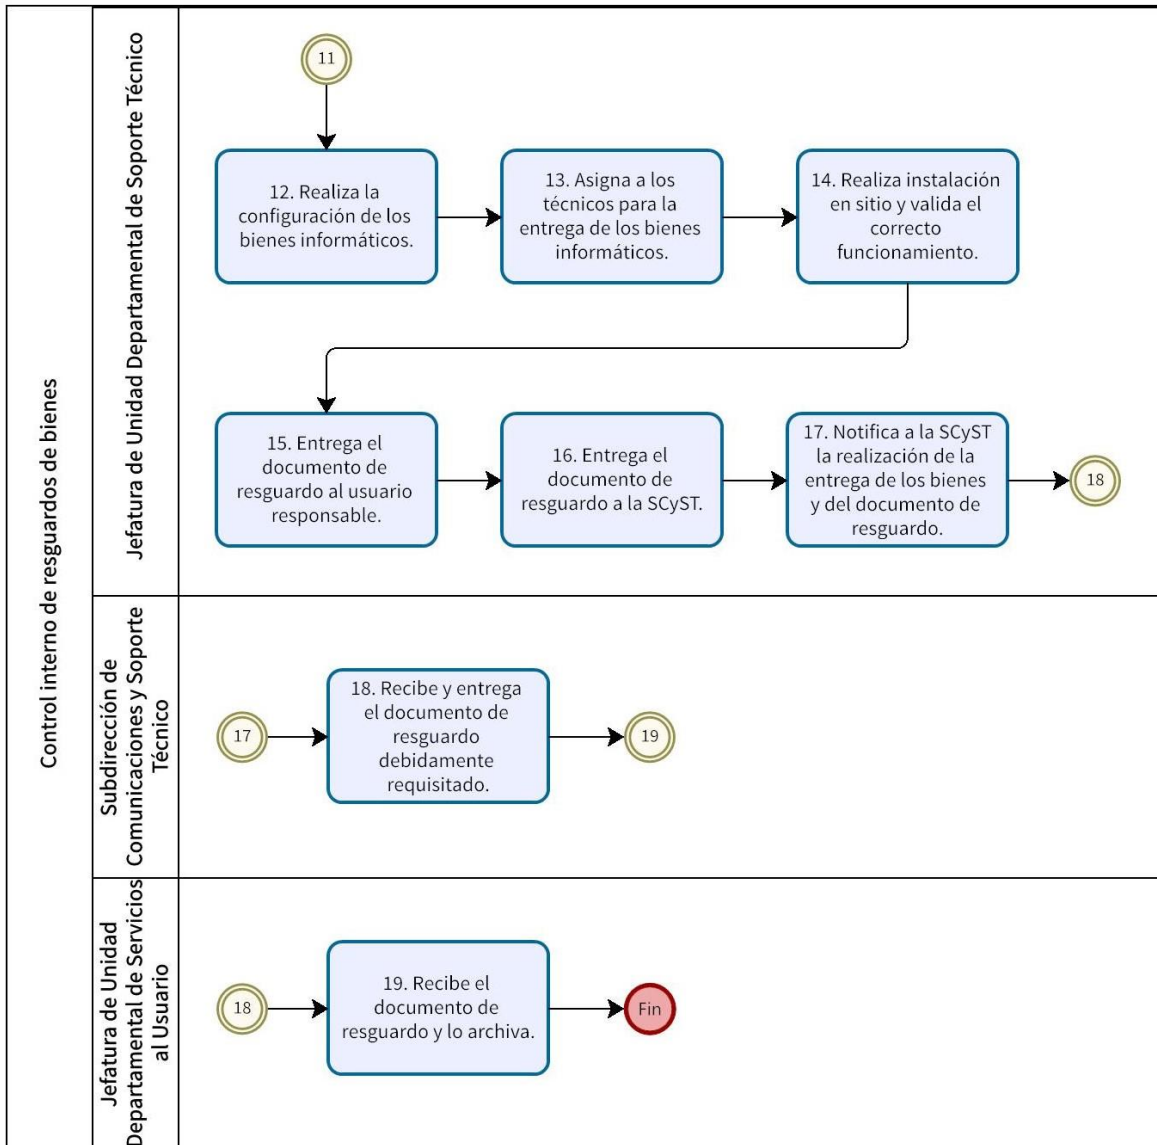 Control interno de resguardos de bienes
Jefatura de Unidad Departamental de Soporte Técnico
11
12. Realiza la
configuración de los
bienes informáticos.
13. Asigna a los
técnicos para la
entrega de los bienes
informáticos.
14. Realiza instalación
en sitio y valida el
correcto
funcionamiento.
15. Entrega el
documento de
resguardo al usuario
responsable.
16. Entrega el
documento de
resguardo a la SCyST.
17. Notifica a la SCyST
la realización de la
entrega de los bienes
y del documento de
resguardo.
18
Subdirección de
Comunicaciones y Soporte
Técnico
17
18. Recibe y entrega
el documento de
resguardo
debidamente
requisitado.
19
Jefatura de Unidad
Departamental de Servicios
al Usuario
18
19. Recibe el
documento de
resguardo y lo archiva.
Fin